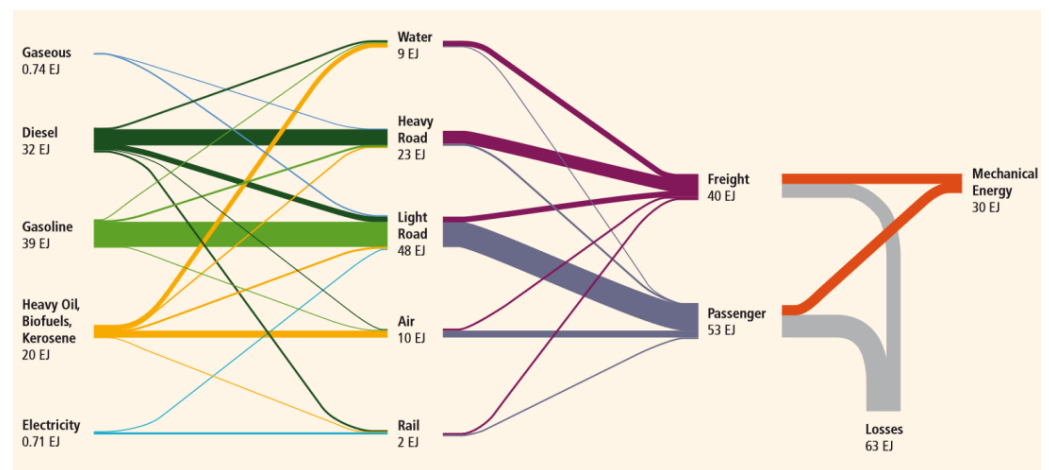 Gaseous
0.74 EJ
Diesel
32 EJ
Gasoline
39 EJ
Heavy Oil,
Biofuels,
Kerosene
20 EJ
Electricity
0.71 EJ
Water
9 EJ
Heavy
Road
23 EJ
Light
Road
48 EJ
Air
10 EJ
Rail
2 EJ
Freight
40 EJ
Passenger
53 EJ
Mechanical
Energy
30 EJ
Losses
63 EJ